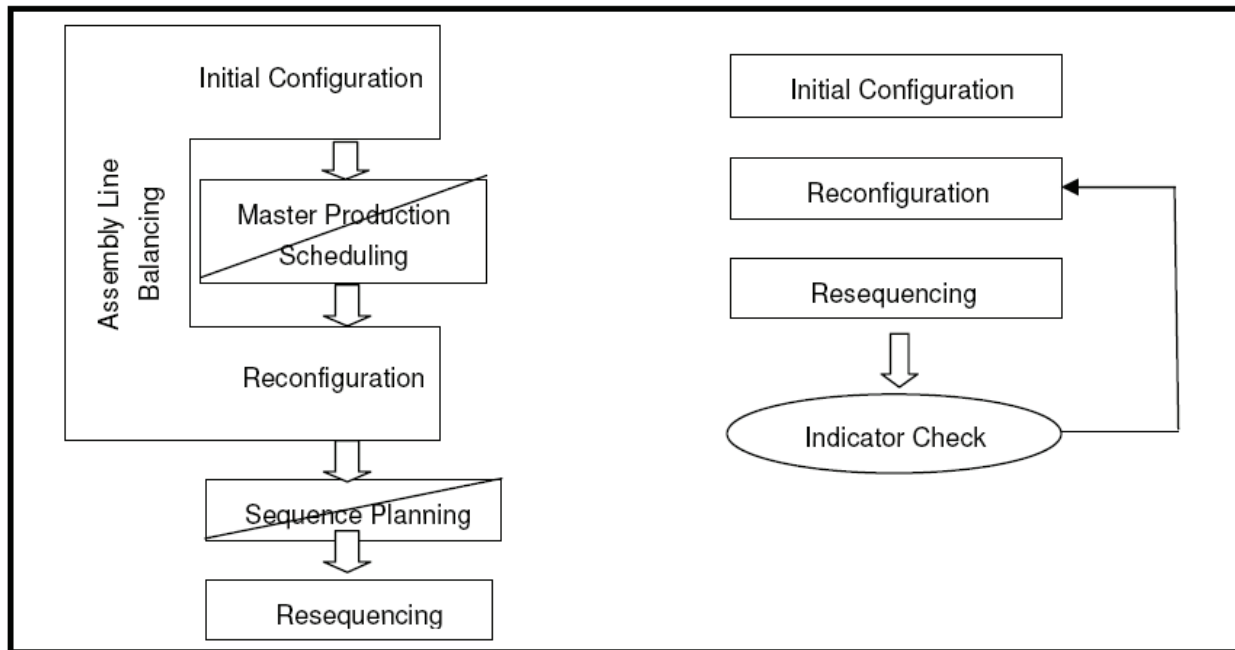 Initial Configuration
Assembly Line
Balancing
Master Production
Scheduling
Reconfiguration
Sequence Planning
Resequencing
Initial Configuration
Reconfiguration
Resequencing
Indicator Check